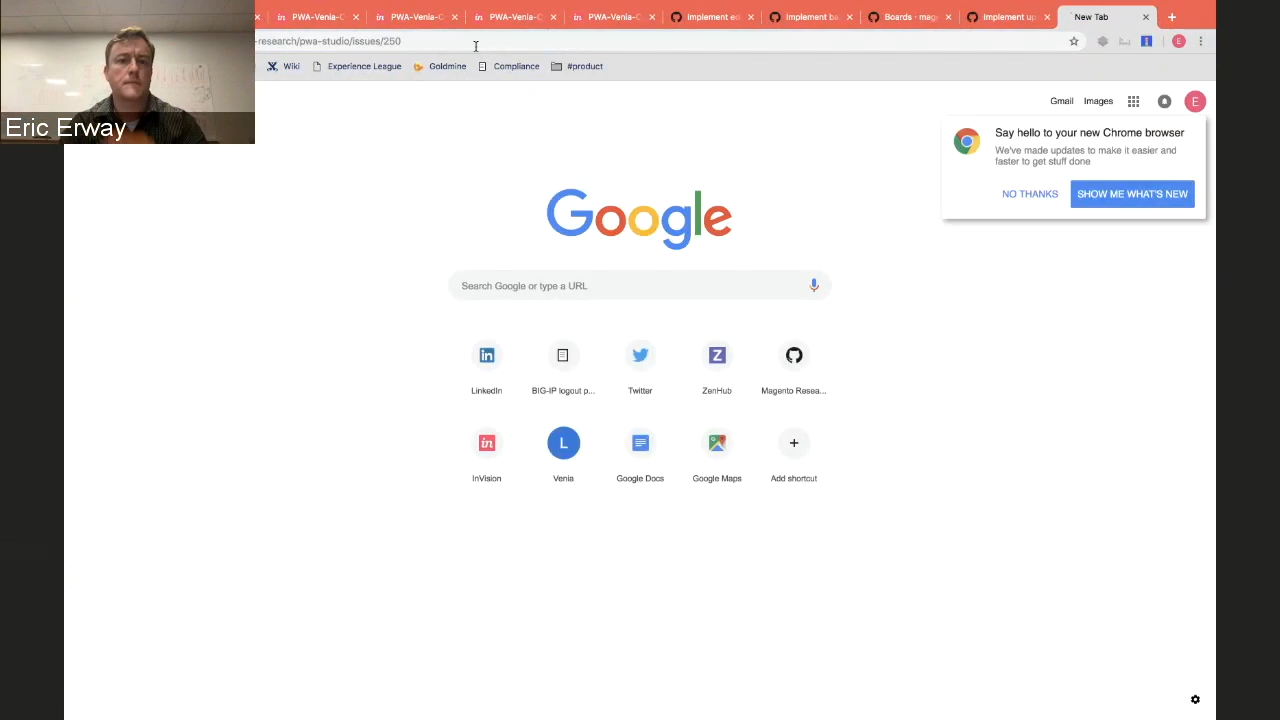 PWA-Venia-C
PWA-Venia-C
PWA-Venia-C
PWA-Venia-C
Implement ed
Implement ba
Boards · mag
Implement up
New Tab
-research/pwa-studio/issues/250
E
Wiki
Experience League
Goldmine
Compliance
#product
Gmail
Images
E
Eric Erway
Say hello to your new Chrome browser
We've made updates to make it easier and
faster to get stuff done
NO THANKS
SHOW ME WHAT'S NEW
Google
Search Google or type a URL
LinkedIn
BIG-IP logout p...
Twitter
ZenHub
Magento Resea...
L
InVision
Venia
Google Docs
Google Maps
Add shortcut